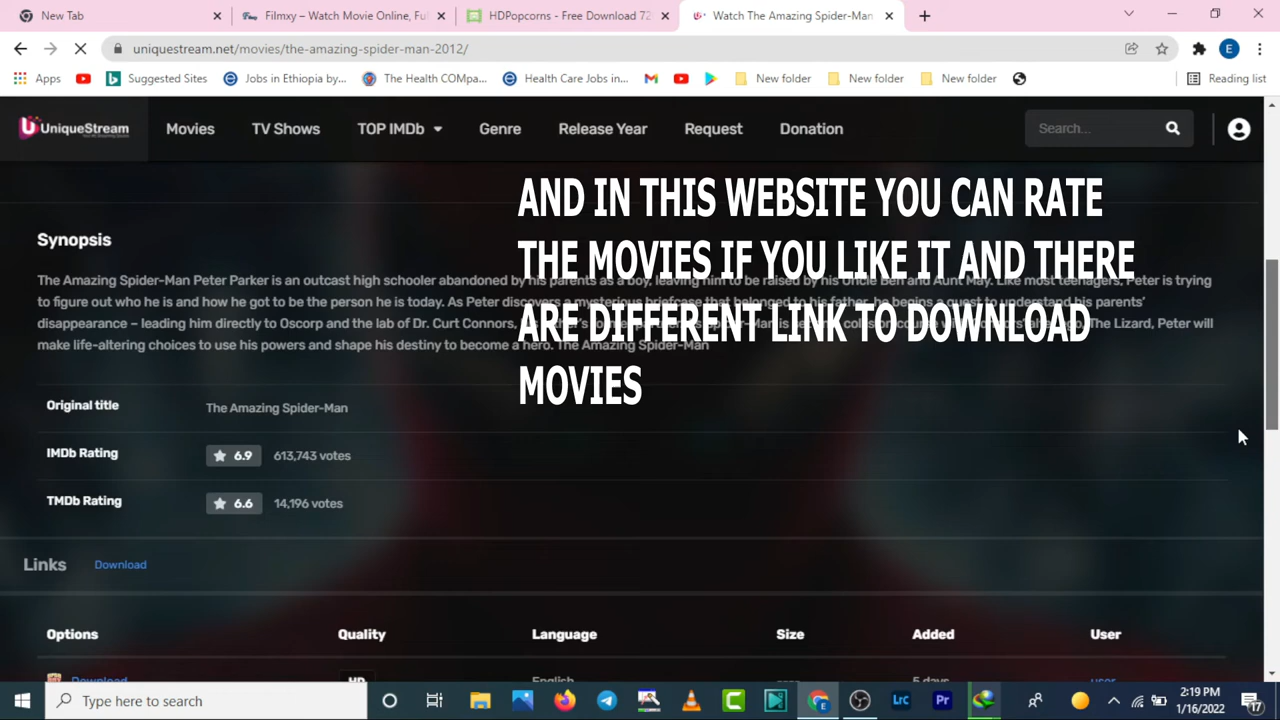 New Tab
Filmxy – Watch Movie Online, Ful
HDPopcorns - Free Download 72
Watch The Amazing Spider-Man
uniquestream.net/movies/the-amazing-spider-man-2012/
E
Apps
Suggested Sites
Jobs in Ethiopia by...
The Health COMpa...
Health Care Jobs in...
New folder
New folder
New folder
Reading list
UniqueStream
Movies
TV Shows
TOP IMDb
Genre
Release Year
Request
Donation
Search...
AND IN THIS WEBSITE YOU CAN RATE
THE MOVIES IF YOU LIKE IT AND THERE
ARE DIFFERENT LINK TO DOWNLOAD
MOVIES
Synopsis
The Amazing Spider-Man Peter Parker is an outcast high schooler abandoned by his parents as a boy, leaving him to be raised by his Uncle Ben and Aunt May. Like most teenagers, Peter is trying
to figure out who he is and how he got to be the person he is today. As Peter discovers a mysterious briefcase that belonged to his father, he begins a quest to understand his parents'
disappearance – leading him directly to Oscorp and the lab of Dr. Curt Connors, The Lizard, Peter will
make life-altering choices to use his powers and shape his destiny to become a hero. The Amazing Spider-Man
Original title
The Amazing Spider-Man
IMDb Rating
6.9
613,743 votes
TMDb Rating
6.6
14,196 votes
Links
Download
Options
Quality
Language
Size
Added
User
Download
HD
English
5 days
user
Type here to search
Lrc
Pr
2:19 PM
1/16/2022
17